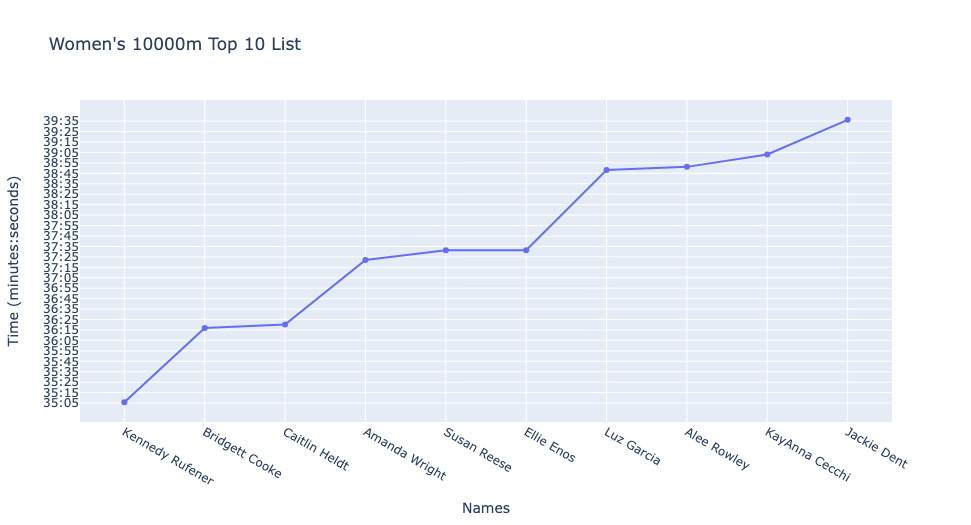 Women's 10000m Top 10 List
Time (minutes:seconds)
39:35
39:25
39:15
39:05
38:55
38:45
38:35
38:25
38:15
38:05
37:55
37:45
37:35
37:25
37:15
37:05
36:55
36:45
36:35
36:25
36:15
36:05
35:55
35:45
35:35
35:25
35:15
35:05
Kennedy Rufener
Bridgett Cooke
Caitlin Heldt
Amanda Wright
Susan Reese
Ellie Enos
Luz Garcia
Alee Rowley
KayAnna Cecchi
Jackie Dent
Names